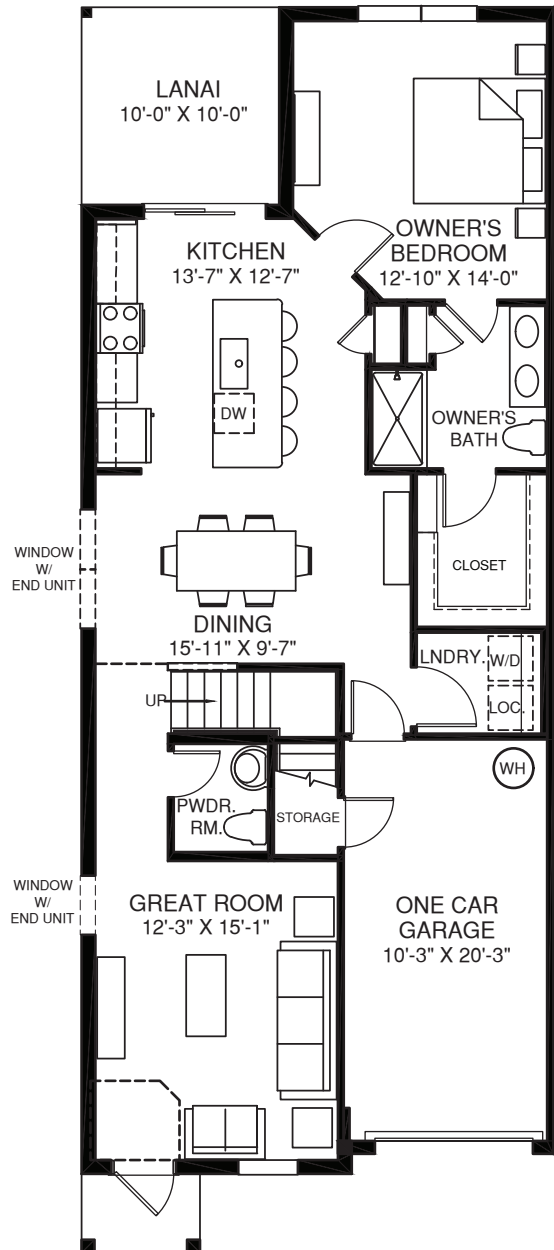 LANAI
10'-0" X 10'-0"
OWNER'S
BEDROOM
12'-10" X 14'-0"
KITCHEN
13'-7" X 12'-7"
DW
OWNER'S
BATH
WINDOW
W/
END UNIT
CLOSET
DINING
15'-11" X 9'-7"
LNDRY.
W/D
LOC.
UP
WH
PWDR.
RM.
STORAGE
WINDOW
W/
END UNIT
GREAT ROOM
12'-3" X 15'-1"
ONE CAR
GARAGE
10'-3" X 20'-3"